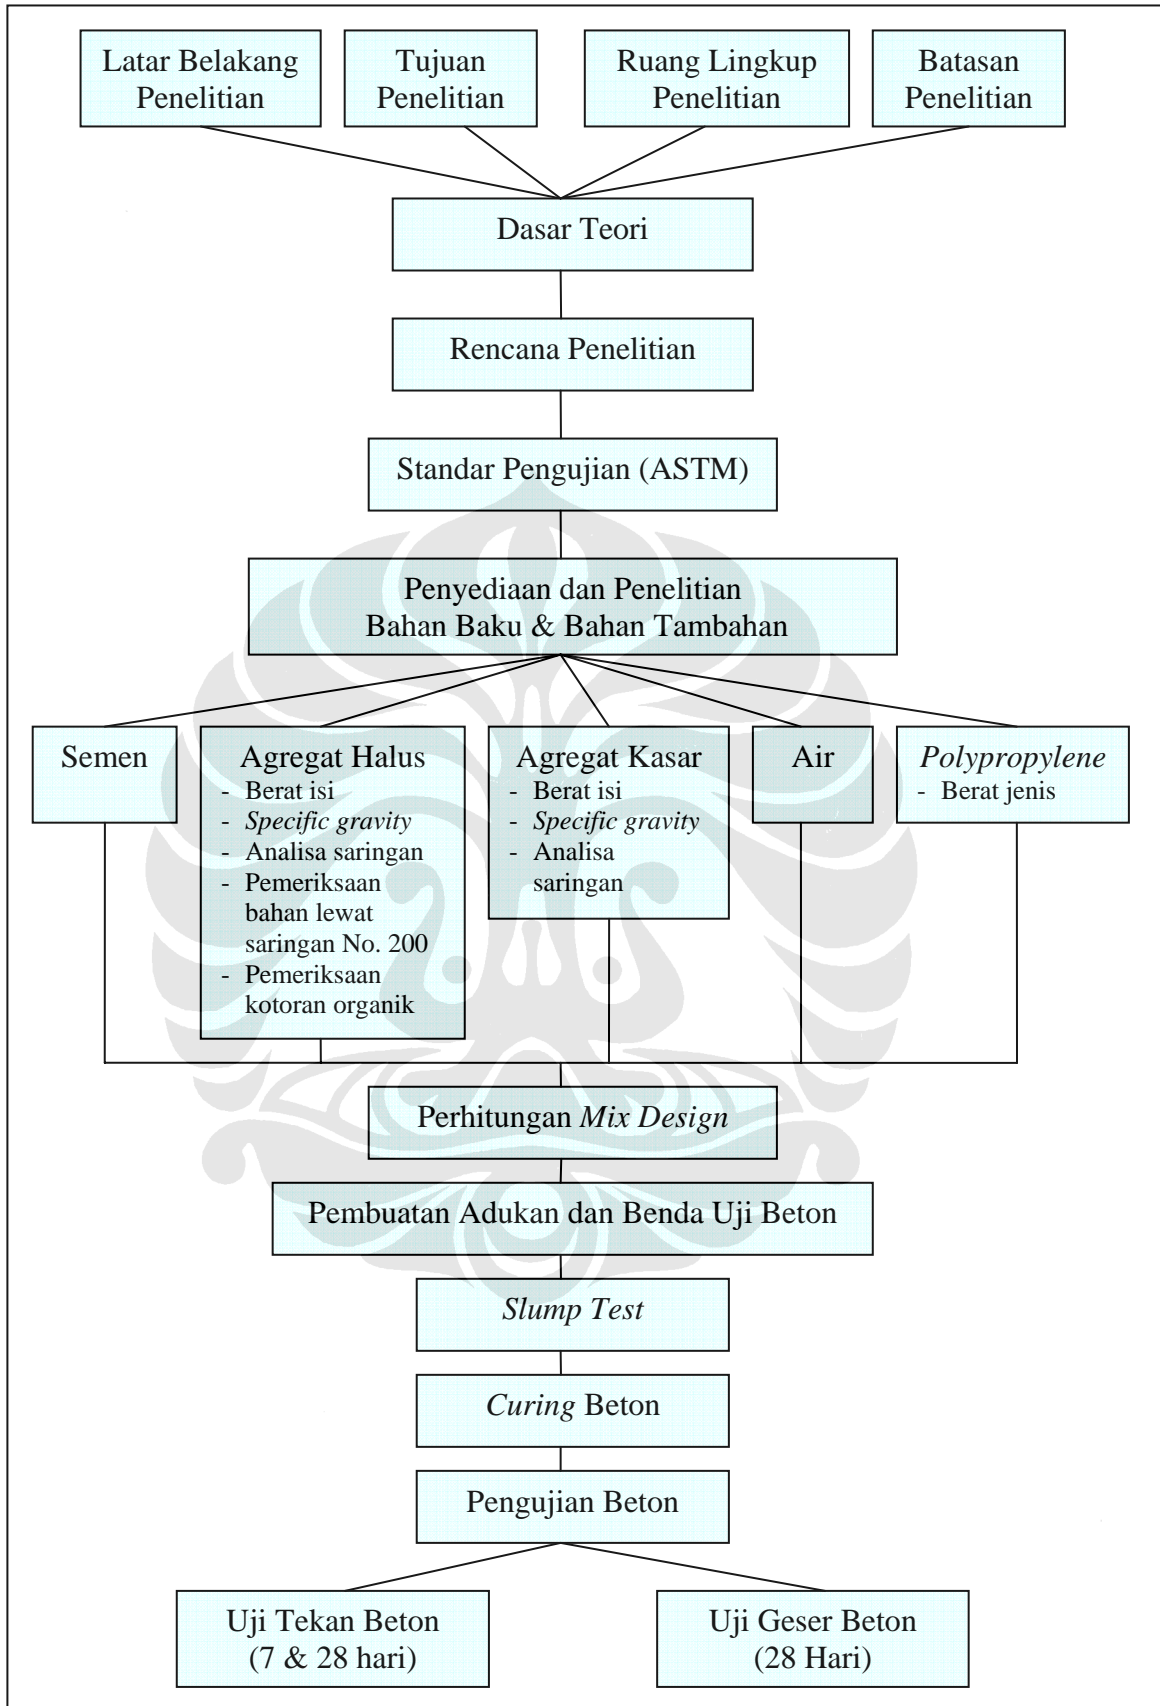 Latar Belakang
Penelitian
Tujuan
Penelitian
Ruang Lingkup
Penelitian
Batasan
Penelitian
Dasar Teori
Rencana Penelitian
Standar Pengujian (ASTM)
Penyediaan dan Penelitian
Bahan Baku & Bahan Tambahan
Semen
Agregat Halus
- Berat isi
- Specific gravity
- Analisa saringan
- Pemeriksaan
bahan lewat
saringan No. 200
- Pemeriksaan
kotoran organik
Agregat Kasar
- Berat isi
- Specific gravity
- Analisa
saringan
Air
Polypropylene
- Berat jenis
Perhitungan Mix Design
Pembuatan Adukan dan Benda Uji Beton
Slump Test
Curing Beton
Pengujian Beton
Uji Tekan Beton
(7 & 28 hari)
Uji Geser Beton
(28 Hari)